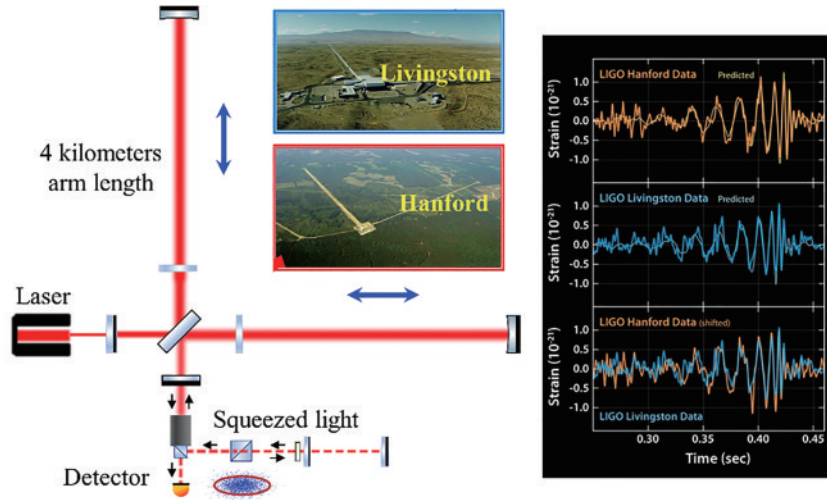 4 kilometers
arm length
Laser
Squeezed light
Detector
Livingston
Hanford
LIGO Hanford Data
Predicted
Strain (10-21)
1.0
0.5
0.0
-0.5
-1.0
LIGO Livingston Data
Predicted
Strain (10-21)
1.0
0.5
0.0
-0.5
-1.0
LIGO Hanford Data (shifted)
Strain (10-21)
1.0
0.5
0.0
-0.5
-1.0
LIGO Livingston Data
0.30
0.35
0.40
0.45
Time (sec)